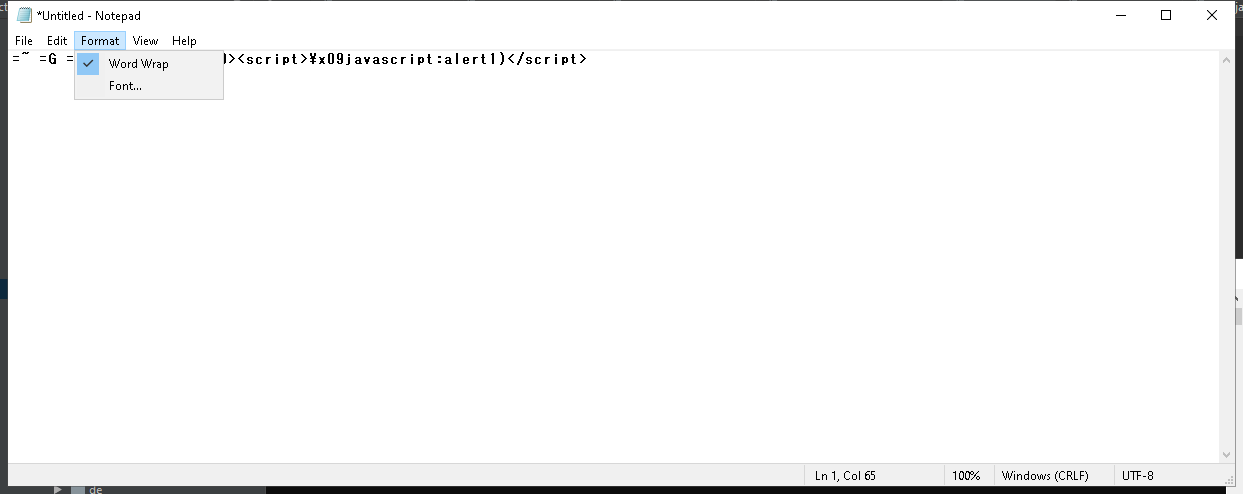 *Untitled - Notepad
File Edit Format View Help
=~ =G = ><script>¥x09javascript:alert1)</script>
Word Wrap
Font...
Ln 1, Col 65 100% Windows (CRLF) UTF-8
de